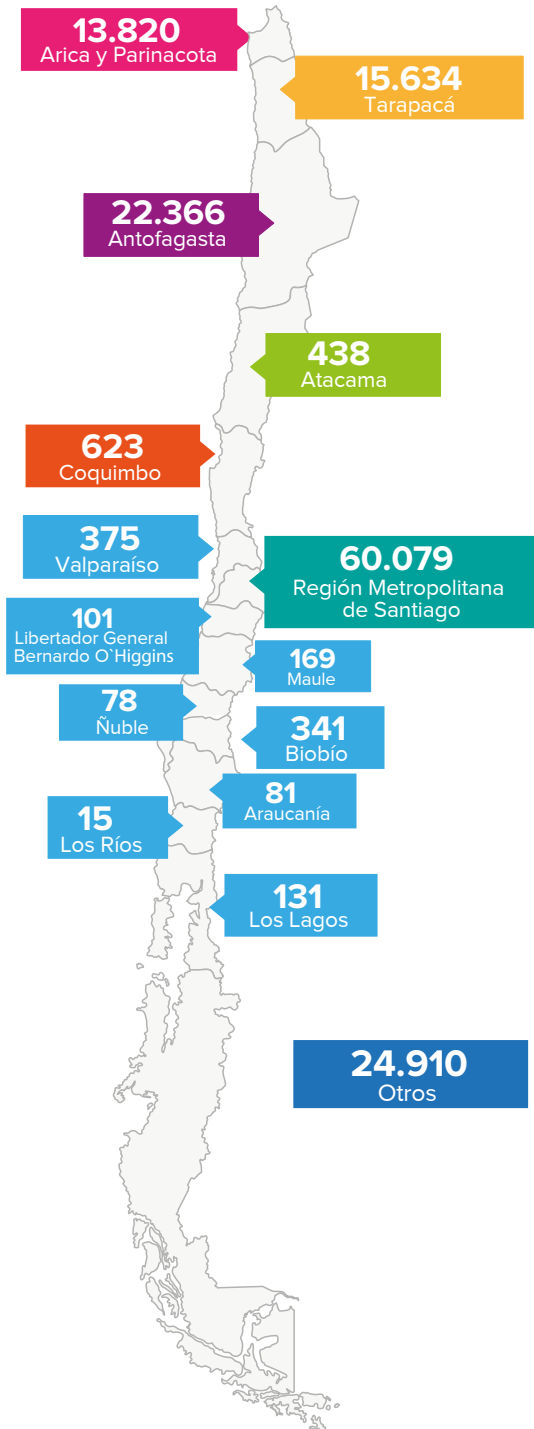 13.820
Arica y Parinacota
15.634
Tarapacá
22.366
Antofagasta
438
Atacama
623
Coquimbo
375
Valparaíso
60.079
Región Metropolitana
de Santiago
101
Libertador General
Bernardo O`Higgins
169
Maule
78
Ñuble
341
Biobío
81
Araucanía
15
Los Ríos
131
Los Lagos
24.910
Otros